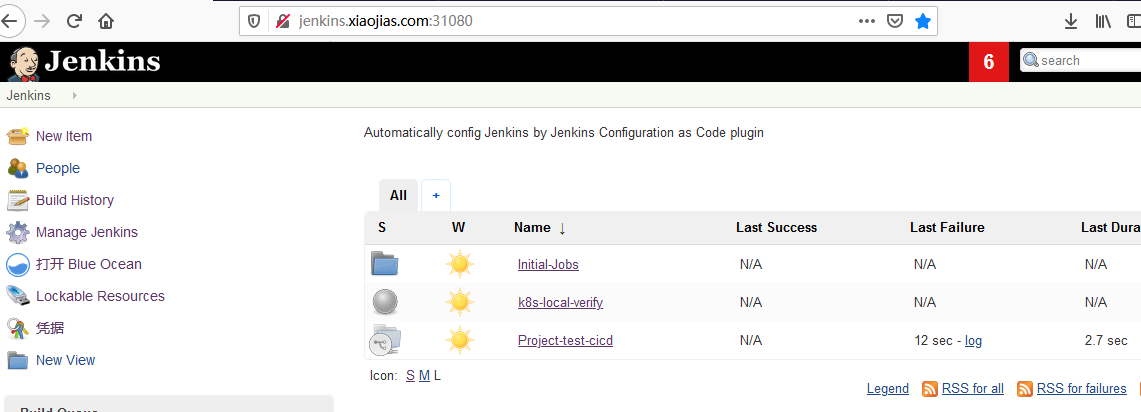 jenkins.xiaojias.com:31080
Jenkins 6 search
Jenkins
New Item
People
Build History
Manage Jenkins
打开 Blue Ocean
Lockable Resources
凭据
New View
Automatically config Jenkins by Jenkins Configuration as Code plugin
All +
S W Name ↓ Last Success Last Failure Last Dura
Initial-Jobs N/A N/A N/A
k8s-local-verify N/A N/A N/A
Project-test-cicd N/A 12 sec - log 2.7 sec
Icon: S M L
Legend RSS for all RSS for failures
Build Queue